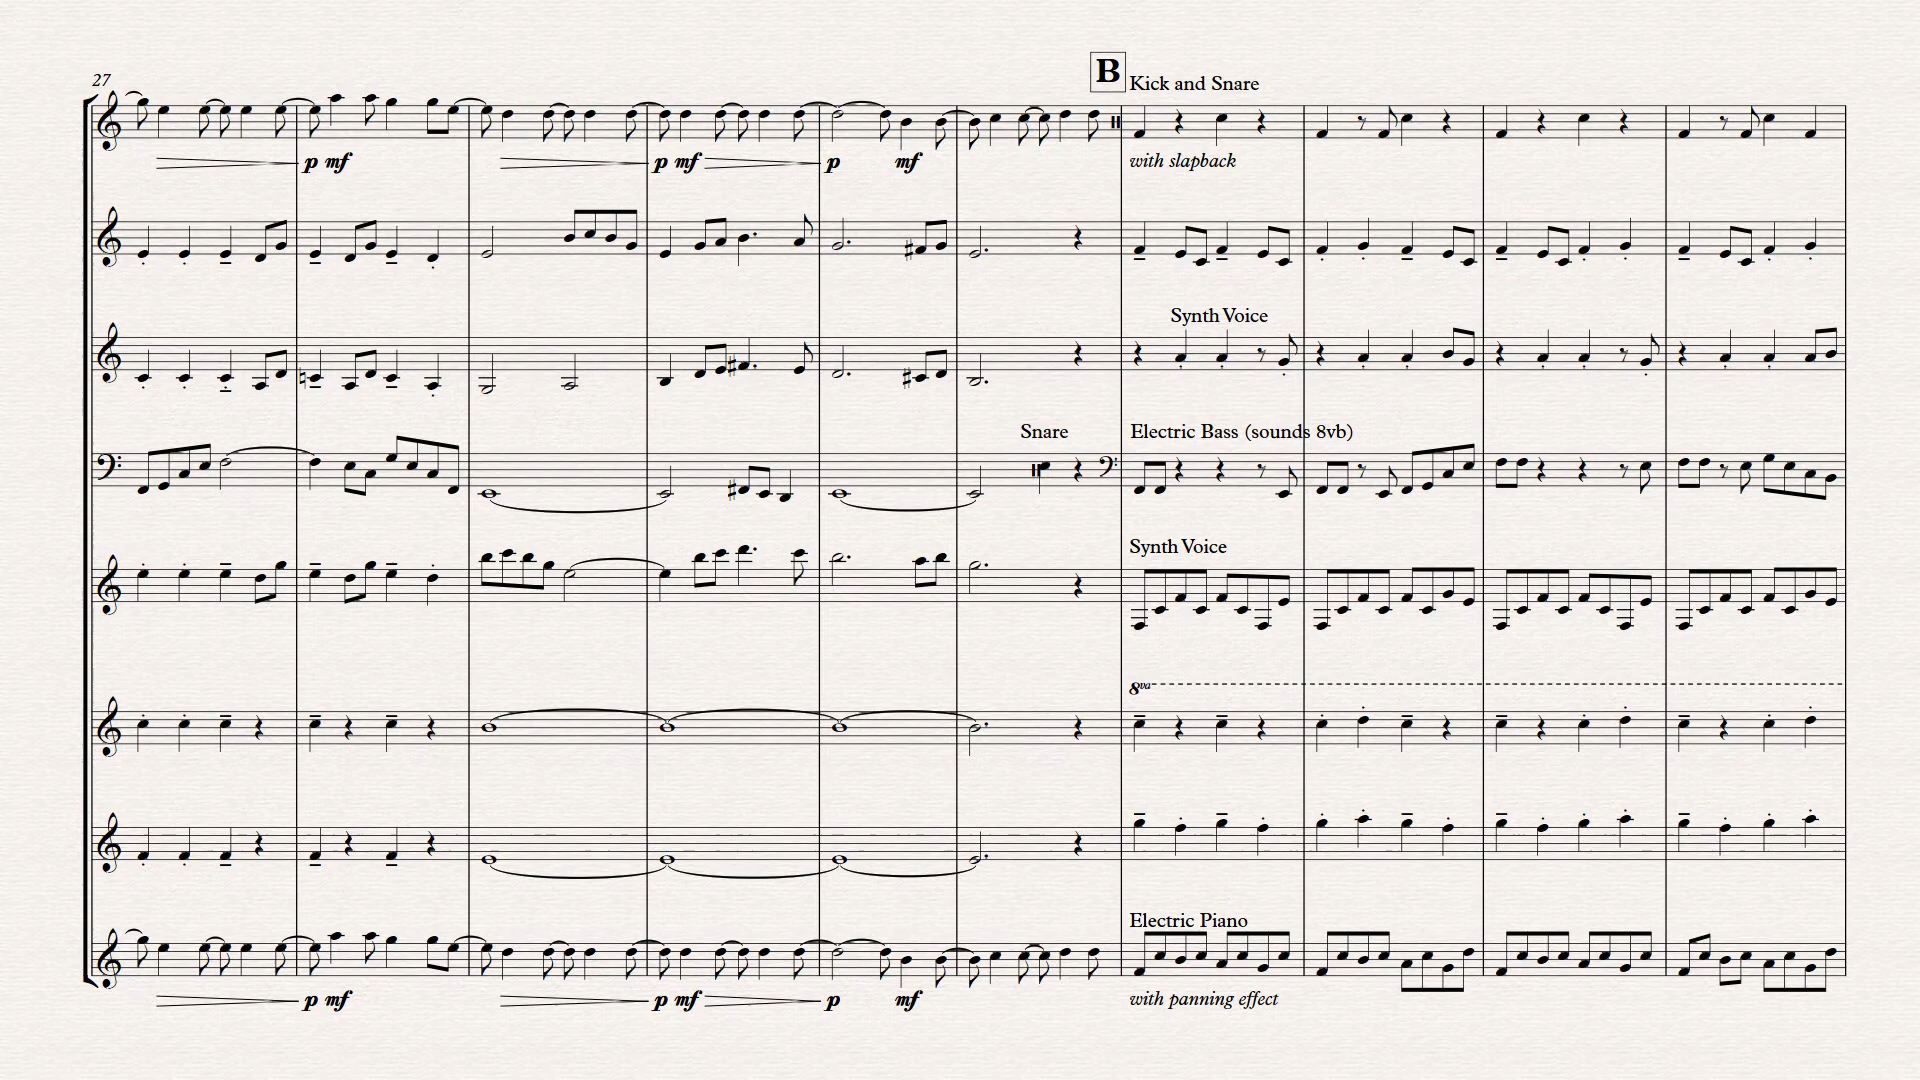 27
B
Kick and Snare
p mf
p mf
p
mf
with slapback
Synth Voice
Snare
Electric Bass (sounds 8vb)
Synth Voice
8va
Electric Piano
p mf
p mf
p
mf
with panning effect